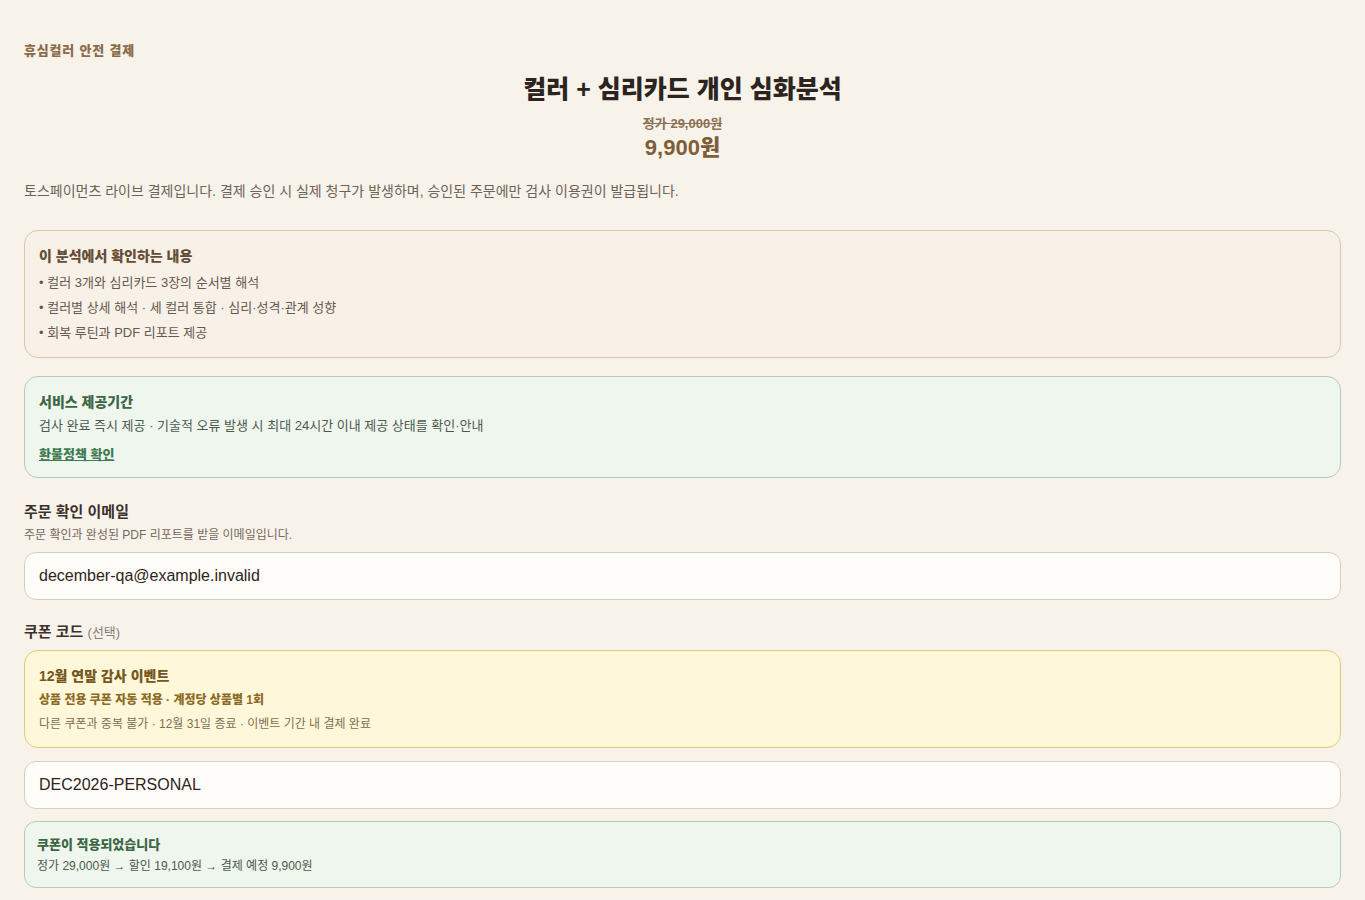 휴심컬러 안전 결제
컬러 + 심리카드 개인 심화분석
정가 29,000원
9,900원
토스페이먼츠 라이브 결제입니다. 결제 승인 시 실제 청구가 발생하며, 승인된 주문에만 검사 이용권이 발급됩니다.
이 분석에서 확인하는 내용
• 컬러 3개와 심리카드 3장의 순서별 해석
• 컬러별 상세 해석 · 세 컬러 통합 · 심리·성격·관계 성향
• 회복 루틴과 PDF 리포트 제공
서비스 제공기간
검사 완료 즉시 제공 · 기술적 오류 발생 시 최대 24시간 이내 제공 상태를 확인·안내
환불정책 확인
주문 확인 이메일
주문 확인과 완성된 PDF 리포트를 받을 이메일입니다.
december-qa@example.invalid
쿠폰 코드 (선택)
12월 연말 감사 이벤트
상품 전용 쿠폰 자동 적용 · 계정당 상품별 1회
다른 쿠폰과 중복 불가 · 12월 31일 종료 · 이벤트 기간 내 결제 완료
DEC2026-PERSONAL
쿠폰이 적용되었습니다
정가 29,000원 → 할인 19,100원 → 결제 예정 9,900원